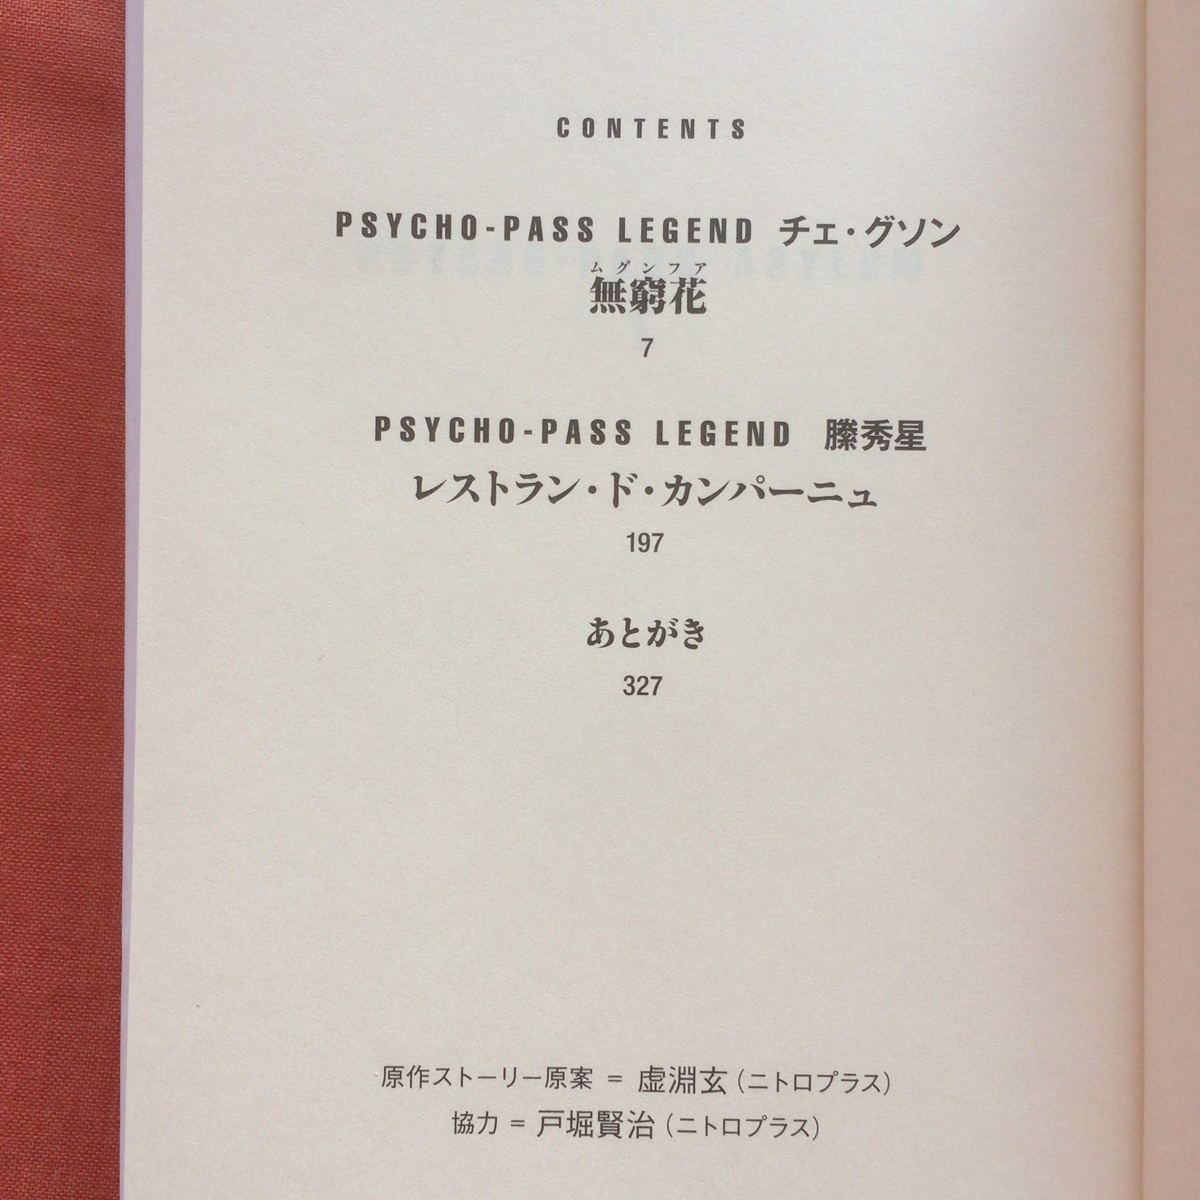 CONTENTS
PSYCHO-PASS LEGEND チェ・グソン
ムグンファ
無窮花
7
PSYCHO-PASS LEGEND 縢秀星
レストラン・ド・カンパーニュ
197
あとがき
327
原作ストーリー原案 = 虚淵玄(ニトロプラス)
協力 = 戸堀賢治(ニトロプラス)